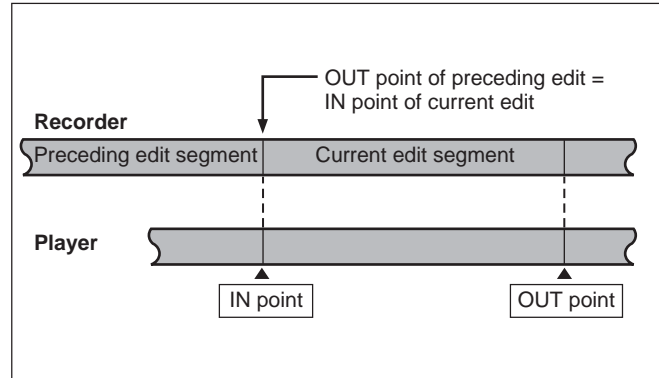 OUT point of preceding edit =
IN point of current edit
Recorder
Preceding edit segment
Current edit segment
Player
IN point
OUT point